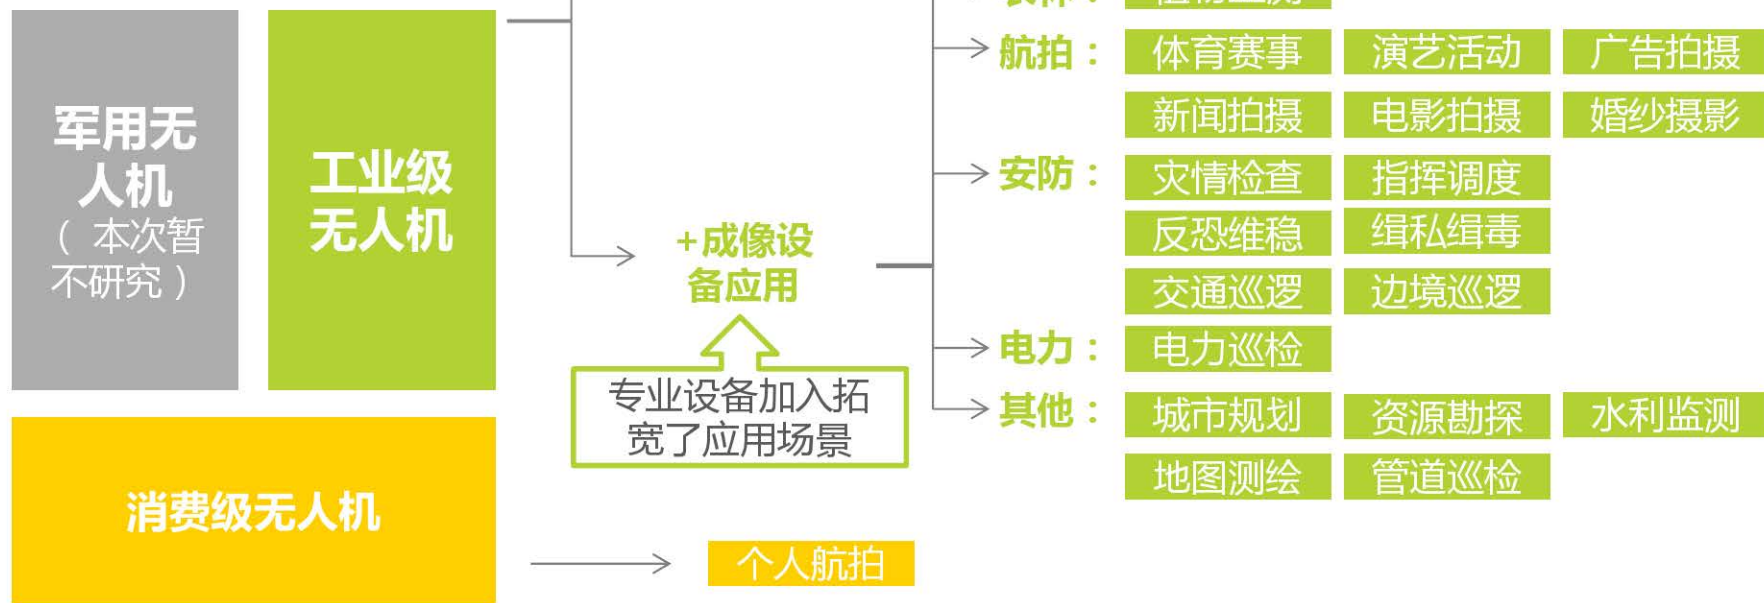 航拍：
体育赛事
演艺活动
广告拍摄
新闻拍摄
电影拍摄
婚纱摄影
军用无
人机
（ 本次暂
不研究 ）
工业级
无人机
+成像设
备应用
专业设备加入拓
宽了应用场景
安防：
灾情检查
指挥调度
反恐维稳
缉私缉毒
交通巡逻
边境巡逻
电力：
电力巡检
其他：
城市规划
资源勘探
水利监测
地图测绘
管道巡检
消费级无人机
个人航拍